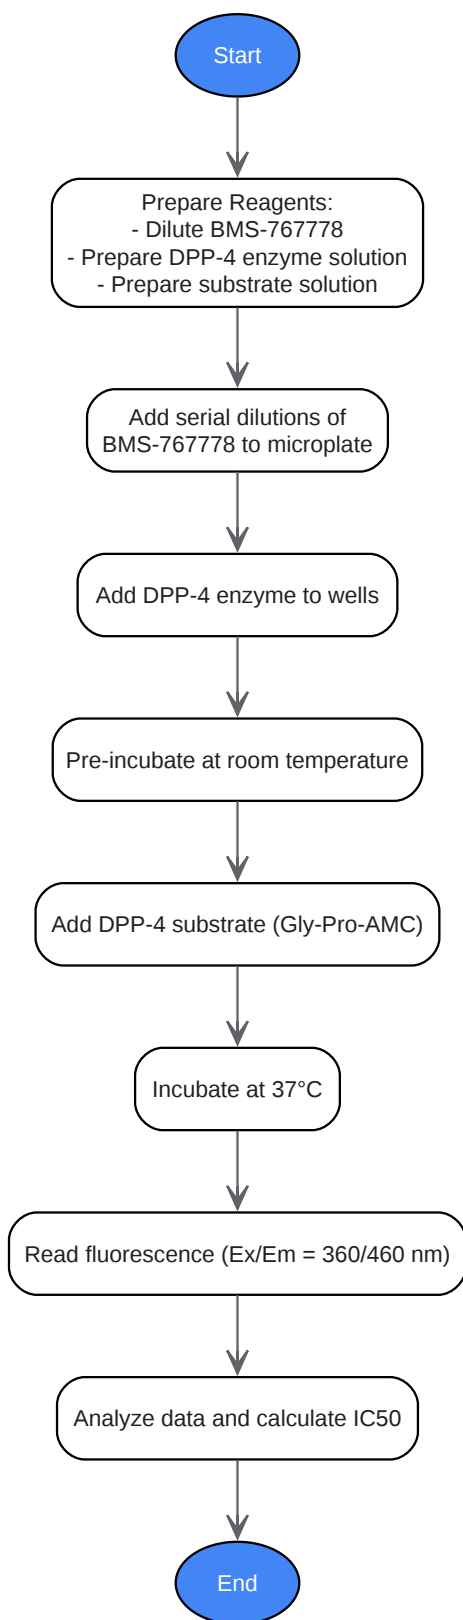 Start
Prepare Reagents:
- Dilute BMS-767778
- Prepare DPP-4 enzyme solution
- Prepare substrate solution
Add serial dilutions of
BMS-767778 to microplate
Add DPP-4 enzyme to wells
Pre-incubate at room temperature
Add DPP-4 substrate (Gly-Pro-AMC)
Incubate at 37°C
Read fluorescence (Ex/Em = 360/460 nm)
Analyze data and calculate IC50
End